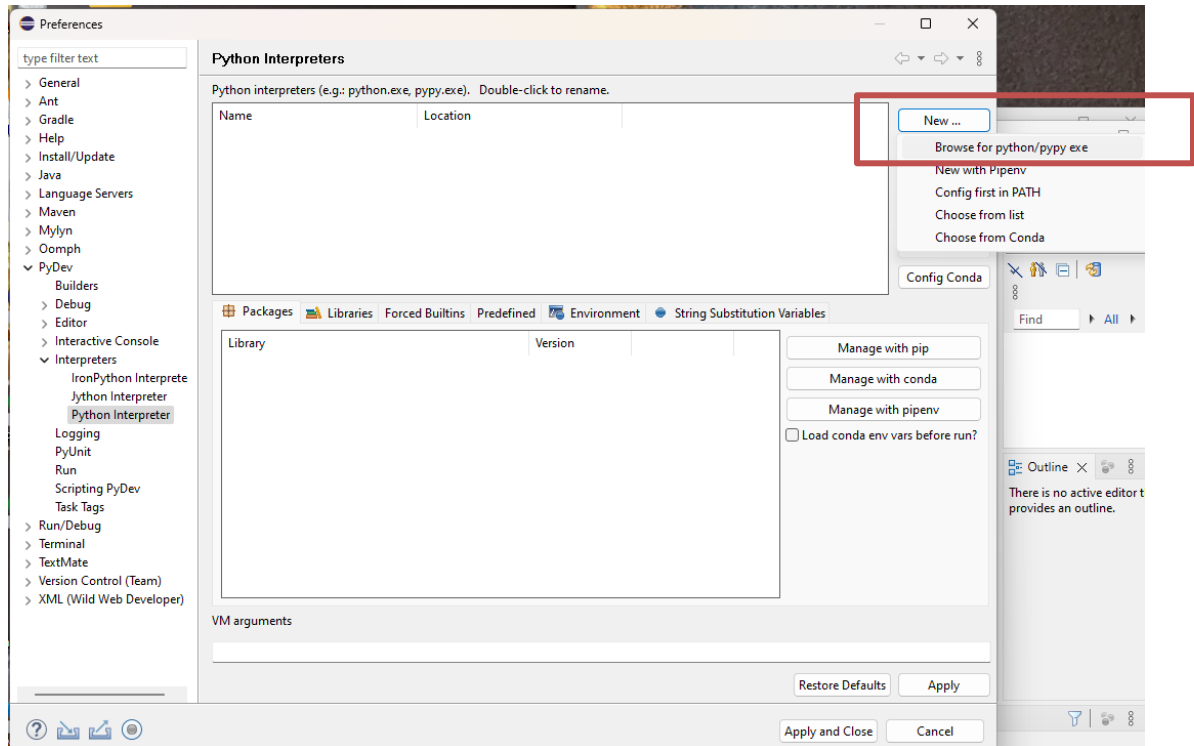 Preferences
type filter text
General
Ant
Gradle
Help
Install/Update
Java
Language Servers
Maven
Mylyn
Oomph
PyDev
Builders
Debug
Editor
Interactive Console
Interpreters
IronPython Interprete
Jython Interpreter
Python Interpreter
Logging
PyUnit
Run
Scripting PyDev
Task Tags
Run/Debug
Terminal
TextMate
Version Control (Team)
XML (Wild Web Developer)
Python Interpreters
Python interpreters (e.g.: python.exe, pypy.exe). Double-click to rename.
Name Location
New ...
Browse for python/pypy exe
New with Pipenv
Config first in PATH
Choose from list
Choose from Conda
Config Conda
Packages Libraries Forced Builtins Predefined Environment String Substitution Variables
Library Version
Manage with pip
Manage with conda
Manage with pipenv
Load conda env vars before run?
VM arguments
Restore Defaults Apply
Apply and Close Cancel
Find All
Outline
There is no active editor t
provides an outline.